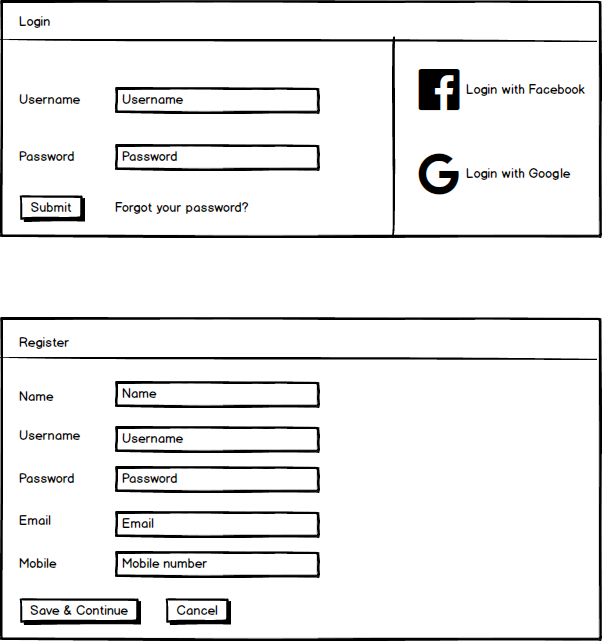 Login
Username Username
Password Password
Submit Forgot your password?
Login with Facebook
Login with Google
Register
Name Name
Username Username
Password Password
Email Email
Mobile Mobile number
Save & Continue Cancel